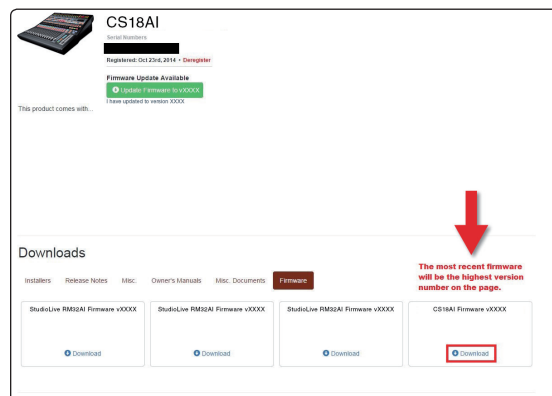 CS18AI
Serial Numbers
Registered: Oct 23rd, 2014 • Deregister
Firmware Update Available
Update Firmware to vXXXX
I have updated to version XXXX
This product comes with...
Downloads
The most recent firmware
will be the highest version
number on the page.
Installers Release Notes Misc. Owner's Manuals Misc. Documents Firmware
StudioLive RM32AI Firmware vXXXX StudioLive RM32AI Firmware vXXXX StudioLive RM32AI Firmware vXXXX CS18AI Firmware vXXXX
Download Download Download Download